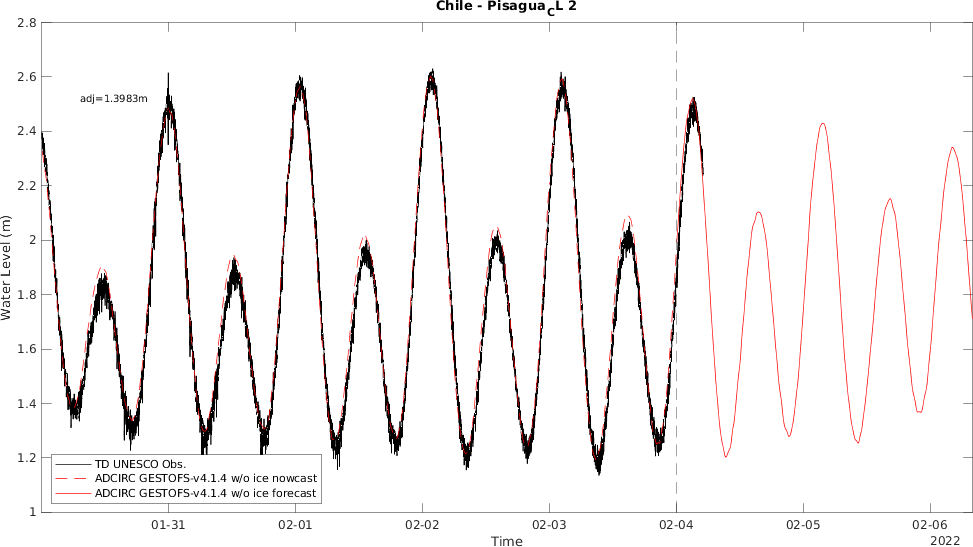 Chile - PisaguaCL 2
2.8
2.6
adj=1.3983m
2.4
2.2
2
Water Level (m)
1.8
1.6
1.4
1.2
1
TD UNESCO Obs.
ADCIRC GESTOFS-v4.1.4 w/o ice nowcast
ADCIRC GESTOFS-v4.1.4 w/o ice forecast
01-31 02-01 02-02 02-03 02-04 02-05 02-06
Time
2022